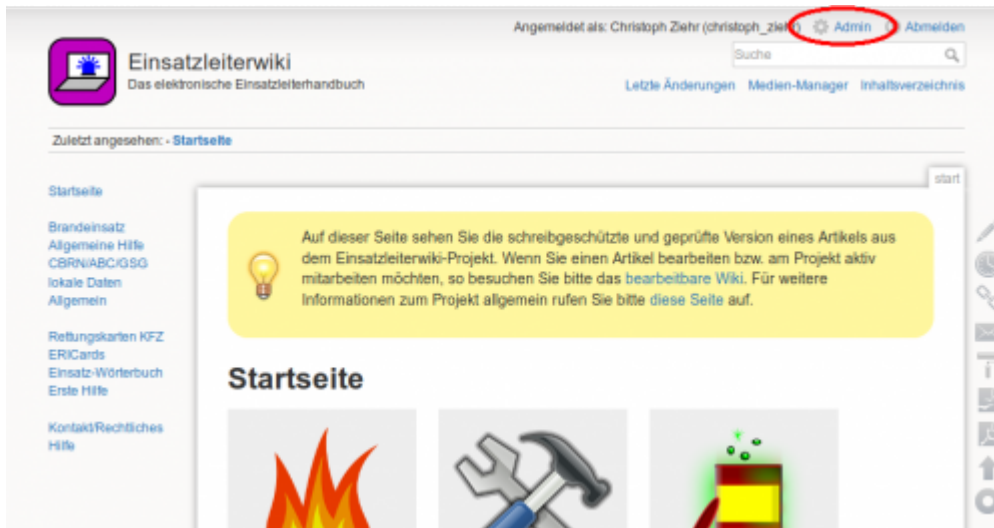 Angemeldet als: Christoph Ziehr (christoph_ziehr) Admin Abmelden
Suche
Einsatzleiterwiki
Das elektronische Einsatzleiterhandbuch
Letzte Änderungen Medien-Manager Inhaltsverzeichnis
Zuletzt angesehen: • Startseite
start
Startseite
Brandeinsatz
Allgemeine Hilfe
CBRN/ABC/GSG
lokale Daten
Allgemein
Rettungskarten KFZ
ERICards
Einsatz-Wörterbuch
Erste Hilfe
Kontakt/Rechtliches
Hilfe
Auf dieser Seite sehen Sie die schreibgeschützte und geprüfte Version eines Artikels aus
dem Einsatzleiterwiki-Projekt. Wenn Sie einen Artikel bearbeiten bzw. am Projekt aktiv
mitarbeiten möchten, so besuchen Sie bitte das bearbeitbare Wiki. Für weitere
Informationen zum Projekt allgemein rufen Sie bitte diese Seite auf.
Startseite